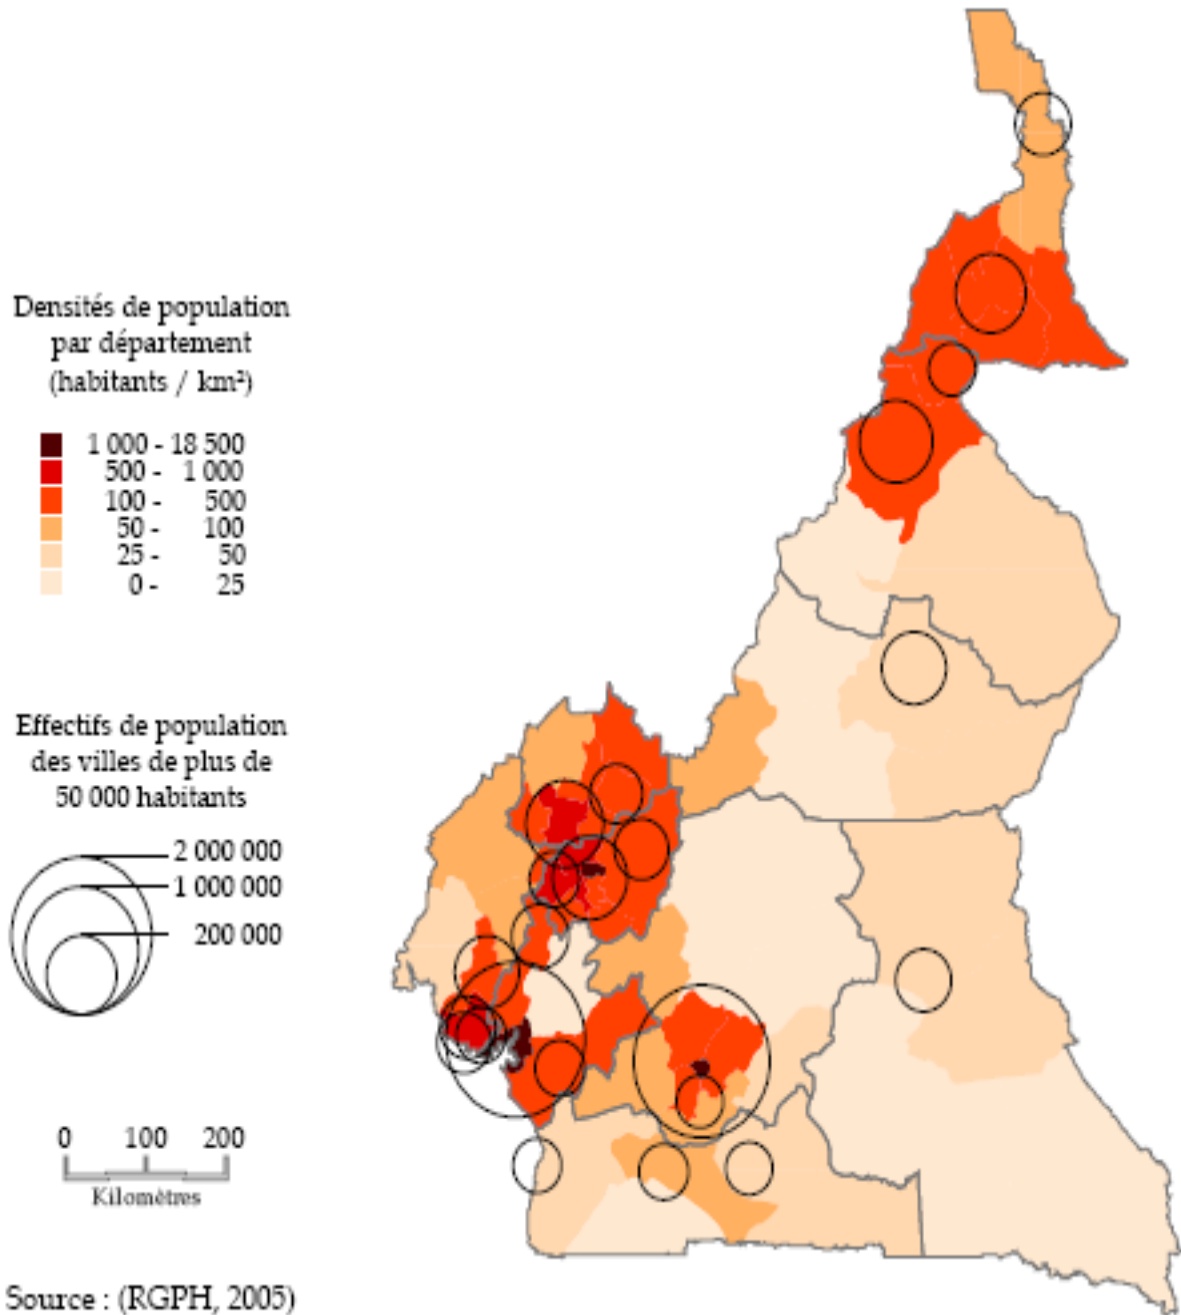 Densités de population
par département
(habitants / km²)
1 000 - 18 500
500 - 1 000
100 - 500
50 - 100
25 - 50
0 - 25
Effectifs de population
des villes de plus de
50 000 habitants
2 000 000
1 000 000
200 000
0 100 200
Kilomètres
Source : (RGPH, 2005)